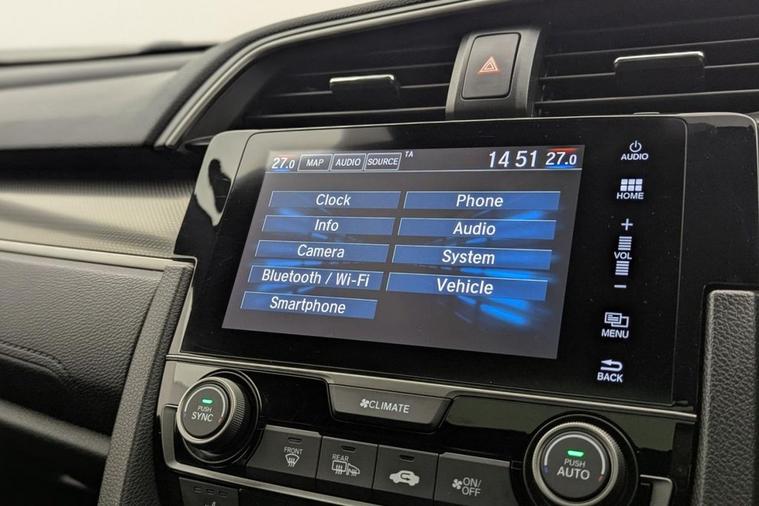 27.0 MAP AUDIO SOURCE TA 14 51 27.0
Clock
Phone
Info
Audio
Camera
System
Bluetooth / Wi-Fi
Vehicle
Smartphone
AUDIO
HOME
+
VOL
−
MENU
BACK
CLIMATE
PUSH
SYNC
FRONT
REAR
ON/
OFF
PUSH
AUTO